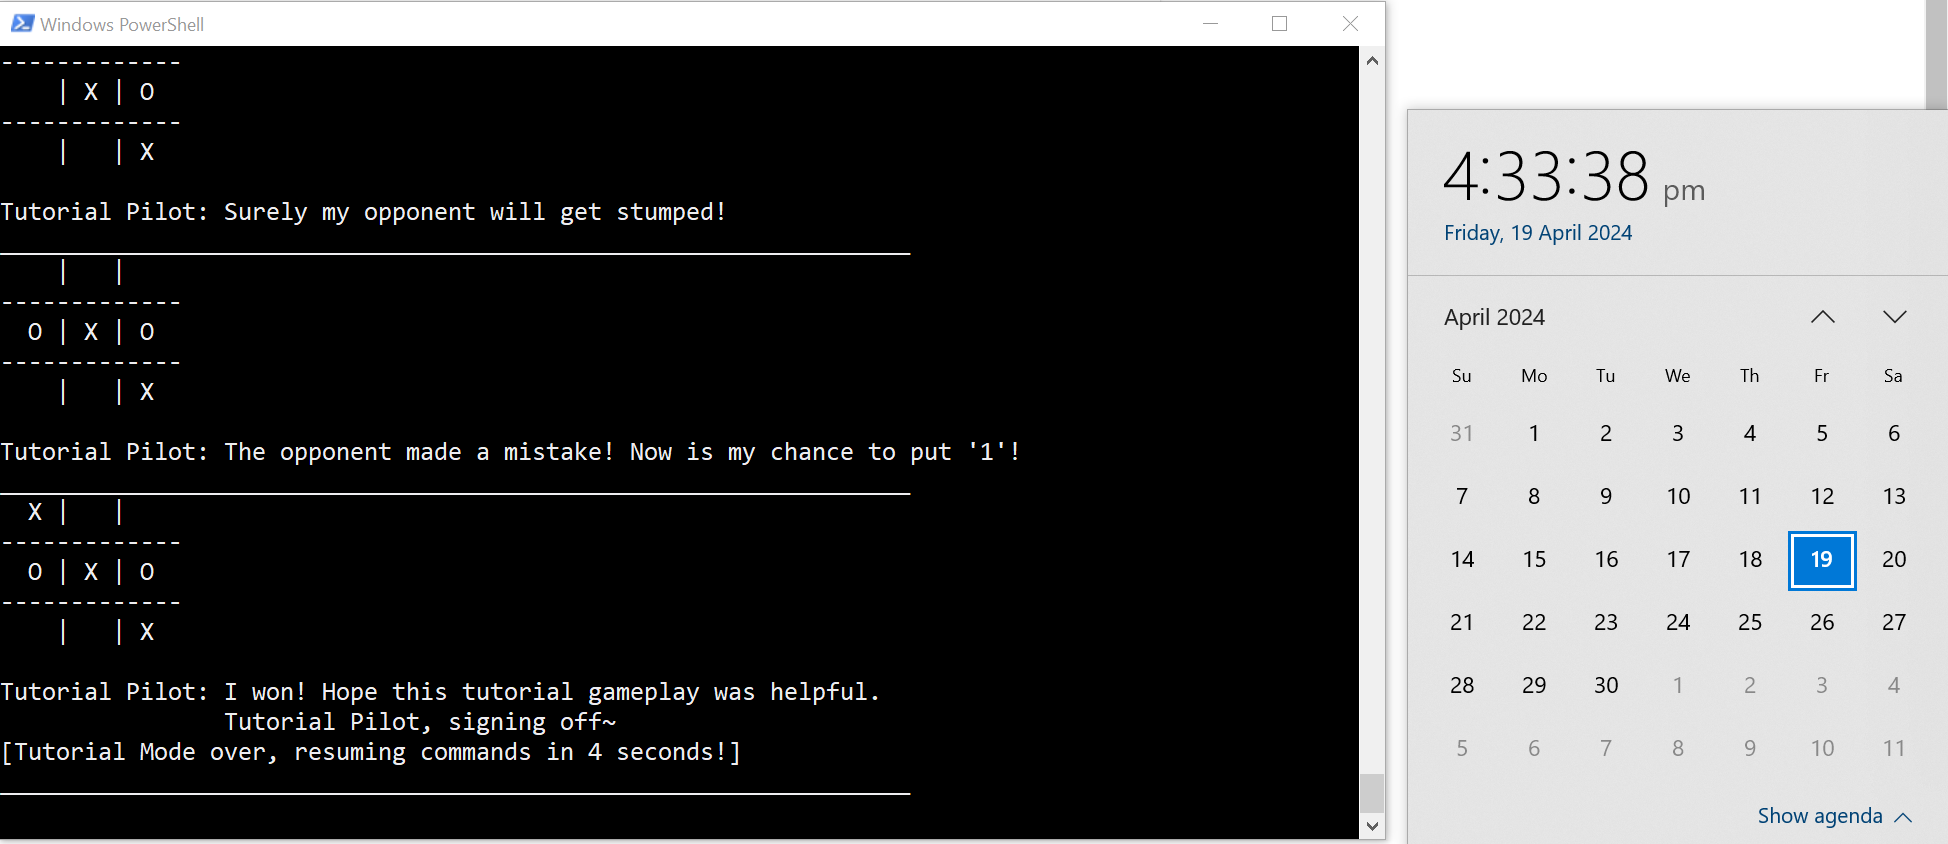 Windows PowerShell
-------------
| X | O
-------------
|   | X
Tutorial Pilot: Surely my opponent will get stumped!
_________________________________________________________________
|   |
-------------
O | X | O
-------------
|   | X
Tutorial Pilot: The opponent made a mistake! Now is my chance to put '1'!
_________________________________________________________________
X |   |
-------------
O | X | O
-------------
|   | X
Tutorial Pilot: I won! Hope this tutorial gameplay was helpful.
Tutorial Pilot, signing off~
[Tutorial Mode over, resuming commands in 4 seconds!]
_________________________________________________________________
4:33:38 pm
Friday, 19 April 2024
April 2024
Su Mo Tu We Th Fr Sa
31 1 2 3 4 5 6
7 8 9 10 11 12 13
14 15 16 17 18 19 20
21 22 23 24 25 26 27
28 29 30 1 2 3 4
5 6 7 8 9 10 11
Show agenda